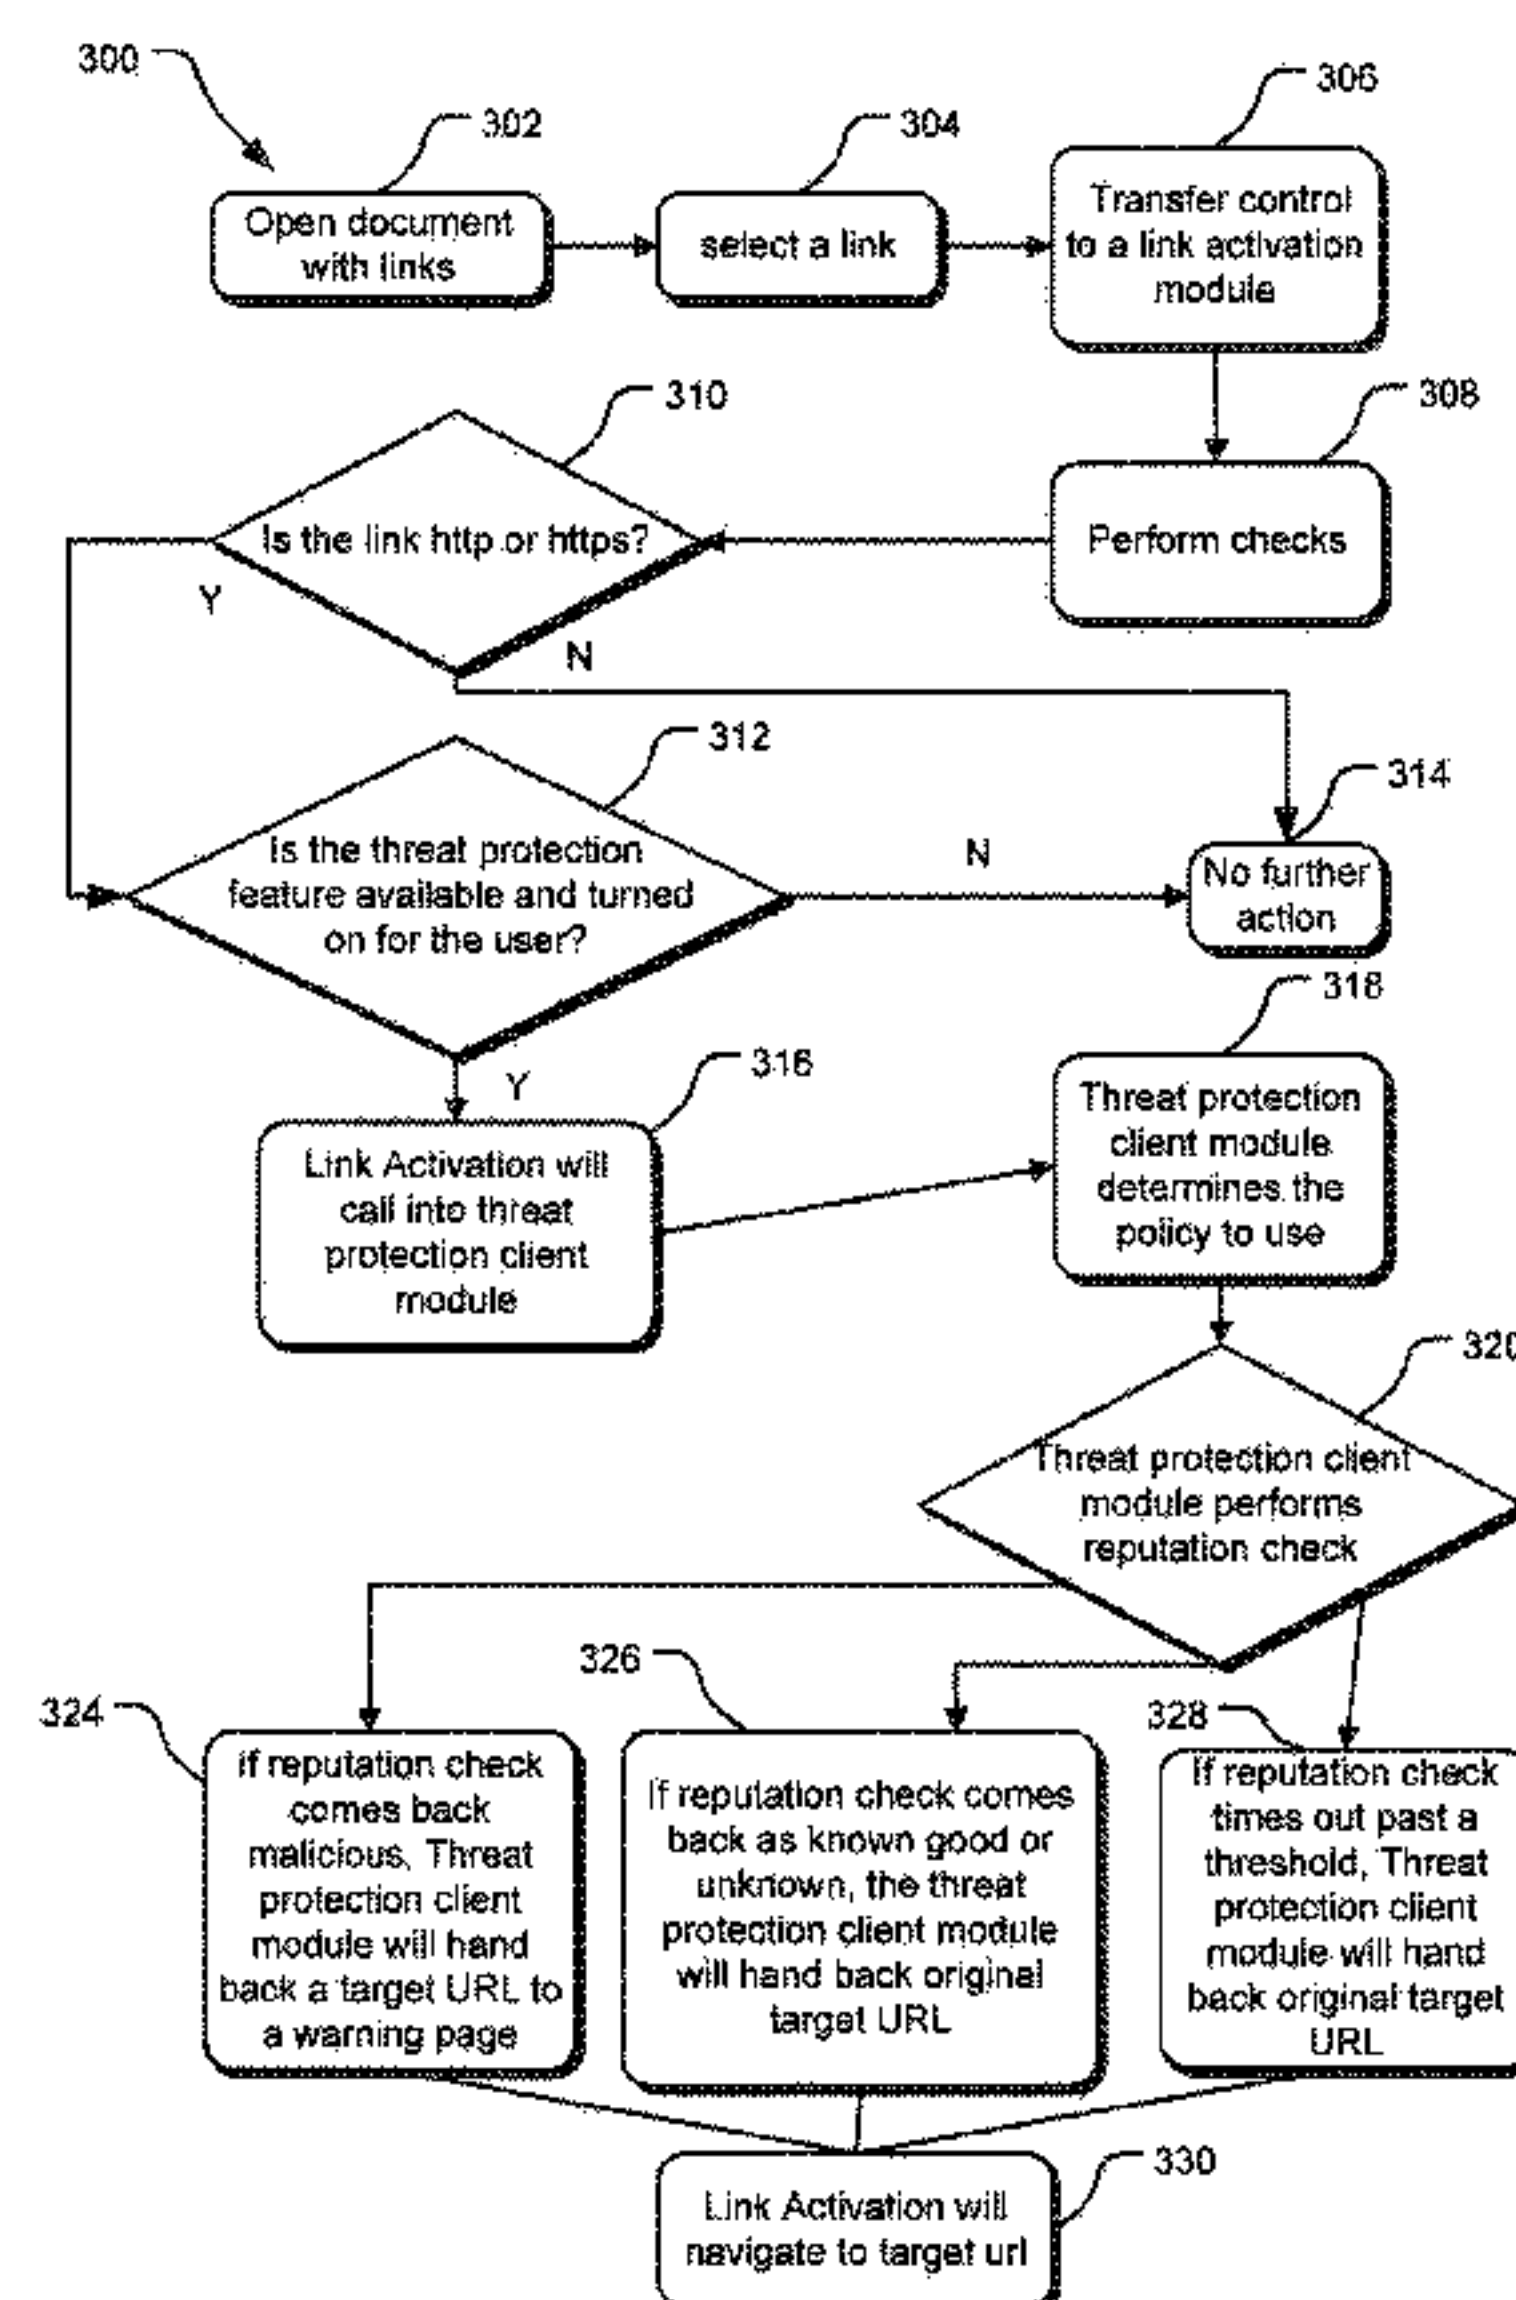 300
302
304
306
Open document
with links
select a link
Transfer control
to a link activation
module
310
308
Is the link http or https?
Perform checks
Y
N
312
314
Is the threat protection
feature available and turned
on for the user?
N
No further
action
Y
316
318
Link Activation will
call into threat
protection client
module
Threat protection
client module
determines the
policy to use
320
Threat protection client
module performs
reputation check
324
326
328
If reputation check
comes back
malicious, Threat
protection client
module will hand
back a target URL to
a warning page
If reputation check comes
back as known good or
unknown, the threat
protection client module
will hand back original
target URL
If reputation check
times out past a
threshold, Threat
protection client
module will hand
back original target
URL
330
Link Activation will
navigate to target url